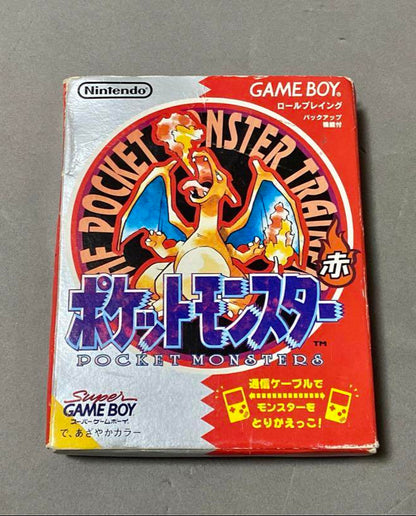 Nintendo
GAME BOY
ロールプレイング
バックアップ
機能付
POCKET MONSTER TRAI
赤
ポケットモンスター
TM
POCKET MONSTERS
Super
GAME BOY
スーパーゲームボーイ
で、あざやかカラー
通信ケーブルで
モンスターを
とりかえっこ!